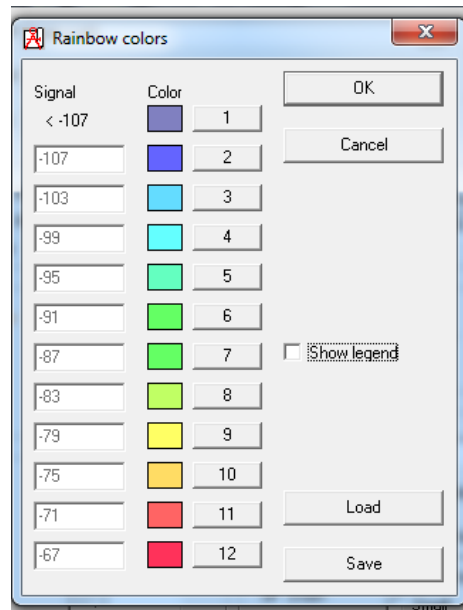 Rainbow colors
Signal Color OK
< -107 1
-107 2 Cancel
-103 3
-99 4
-95 5
-91 6
-87 7 Show legend
-83 8
-79 9
-75 10
-71 11 Load
-67 12 Save